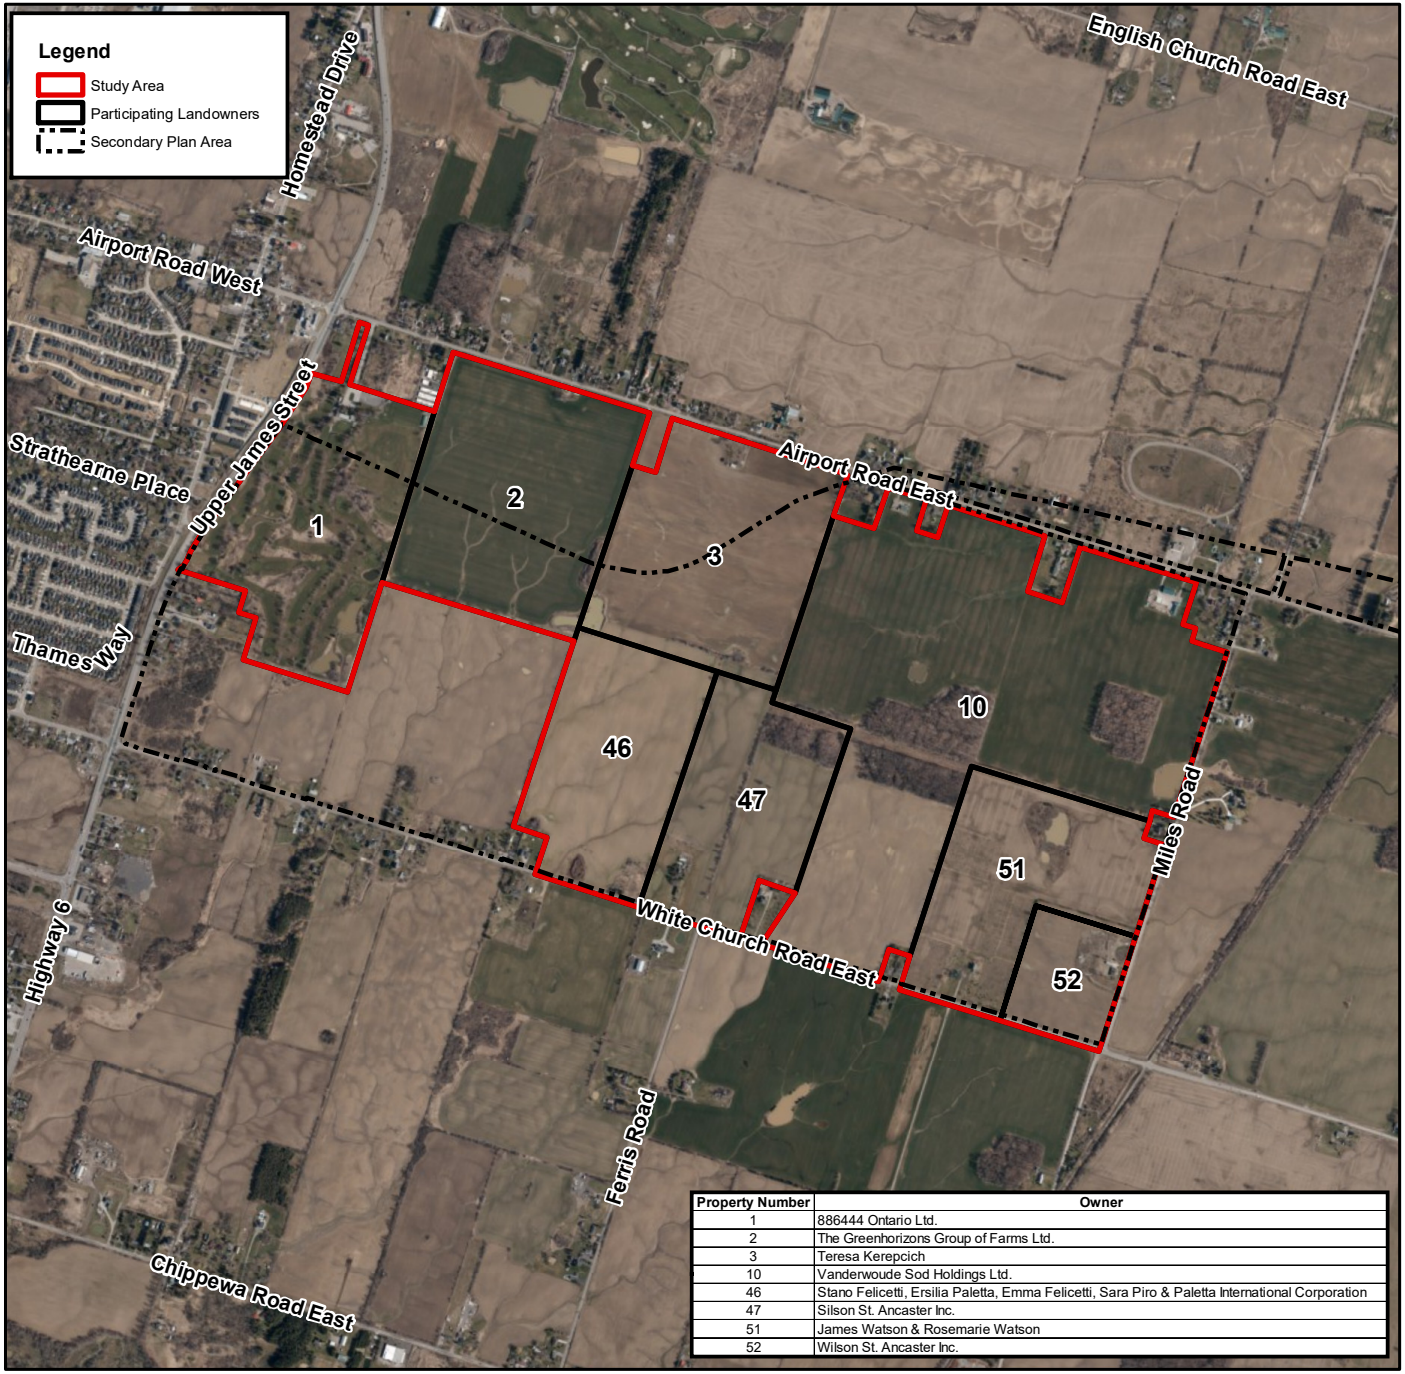 Legend
Study Area
Participating Landowners
Secondary Plan Area
English Church Road East
Homestead Drive
Airport Road West
Upper James Street
Strathearne Place
Airport Road East
1
2
3
Thames Way
10
46
47
Miles Road
51
52
White Church Road East
Highway 6
Ferris Road
Chippewa Road East
Property Number Owner
1 886444 Ontario Ltd.
2 The Greenhorizons Group of Farms Ltd.
3 Teresa Kerepcich
10 Vanderwoude Sod Holdings Ltd.
46 Stano Felicetti, Ersilia Paletta, Emma Felicetti, Sara Piro & Paletta International Corporation
47 Silson St. Ancaster Inc.
51 James Watson & Rosemarie Watson
52 Wilson St. Ancaster Inc.